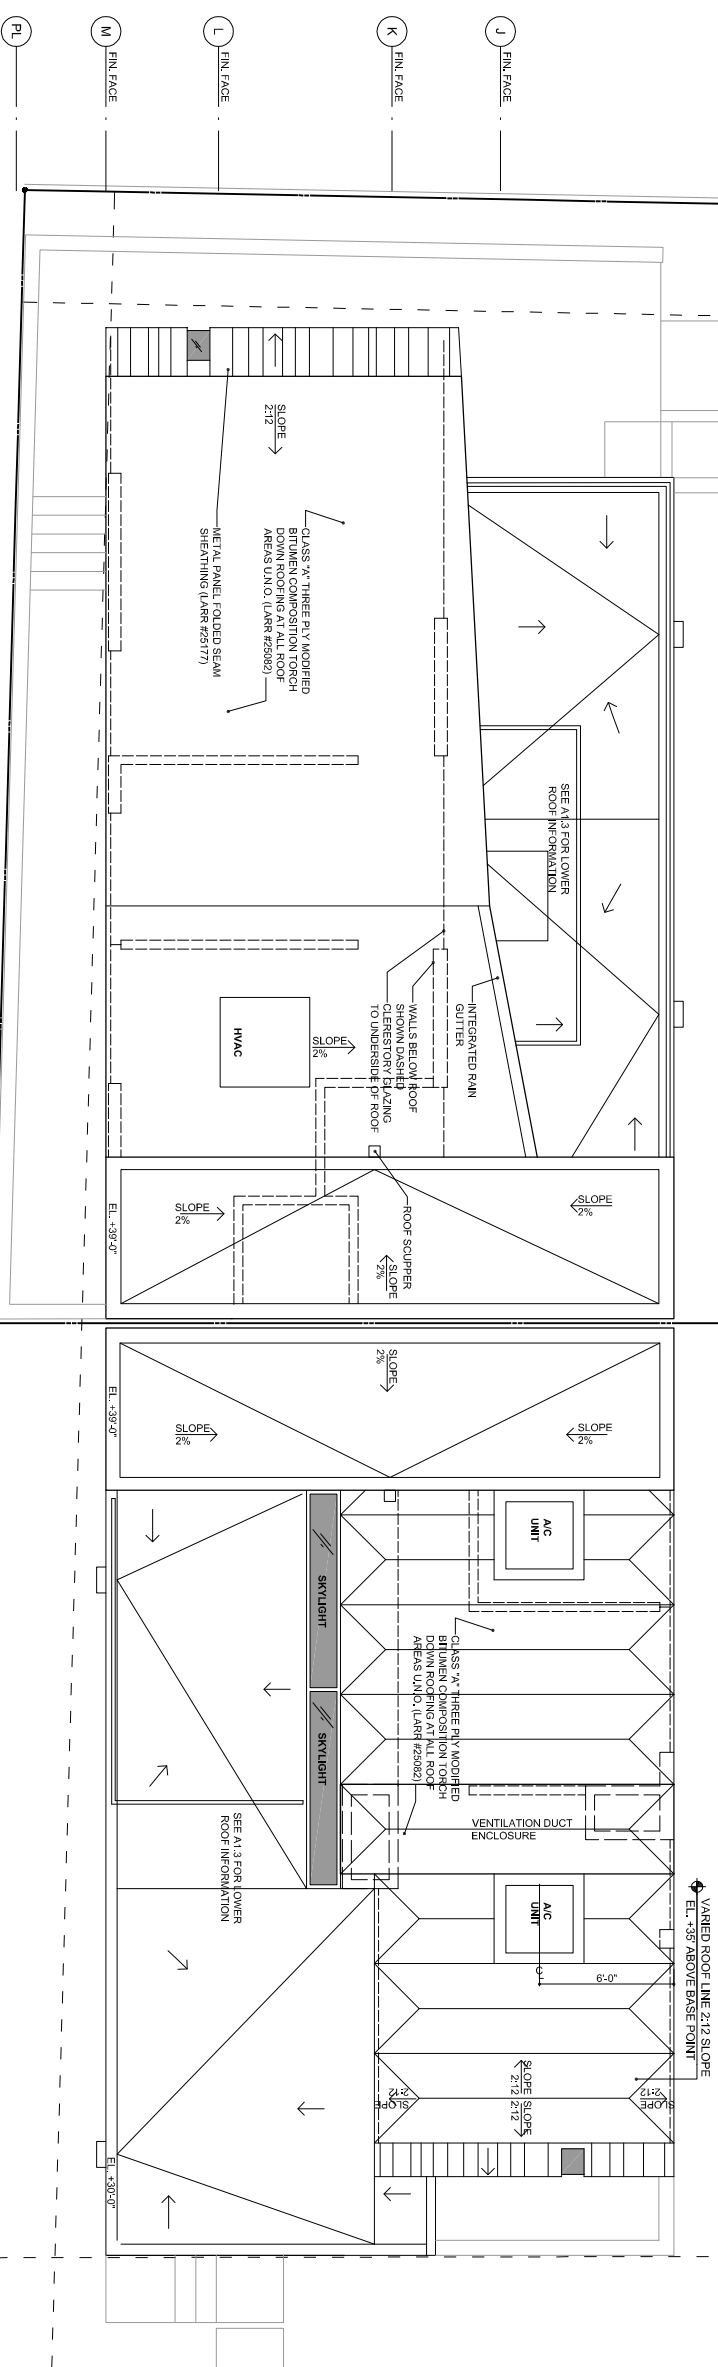 PL
M
L
K
J
FIN. FACE
FIN. FACE
FIN. FACE
FIN. FACE
SLOPE
2:12
CLASS "A" THREE PLY MODIFIED
BITUMEN COMPOSITION TORCH
DOWN ROOFING AT ALL ROOF
AREAS U.N.O. (LARR #25082)
METAL PANEL FOLDED SEAM
SHEATHING (LARR #25177)
SEE A1.3 FOR LOWER
ROOF INFORMATION
INTEGRATED RAIN
GUTTER
WALLS BELOW ROOF
SHOWN DASHED
CLERESTORY GLAZING
TO UNDERSIDE OF ROOF
HVAC
SLOPE
2%
ROOF SCUPPER
EL. +39'-0"
SLOPE
2%
SLOPE
2%
SLOPE
2%
EL. +39'-0"
SLOPE
2%
SLOPE
2%
SLOPE
2%
A/C
UNIT
SKYLIGHT
SKYLIGHT
CLASS "A" THREE PLY MODIFIED
BITUMEN COMPOSITION TORCH
DOWN ROOFING AT ALL ROOF
AREAS U.N.O. (LARR #25082)
VENTILATION DUCT
ENCLOSURE
SEE A1.3 FOR LOWER
ROOF INFORMATION
A/C
UNIT
6'-0"
VARIED ROOF LINE 2:12 SLOPE
EL. +35' ABOVE BASE POINT
SLOPE
2:12
SLOPE
2:12
SLOPE
2:12
SLOPE
2:12
EL. +30'-0"